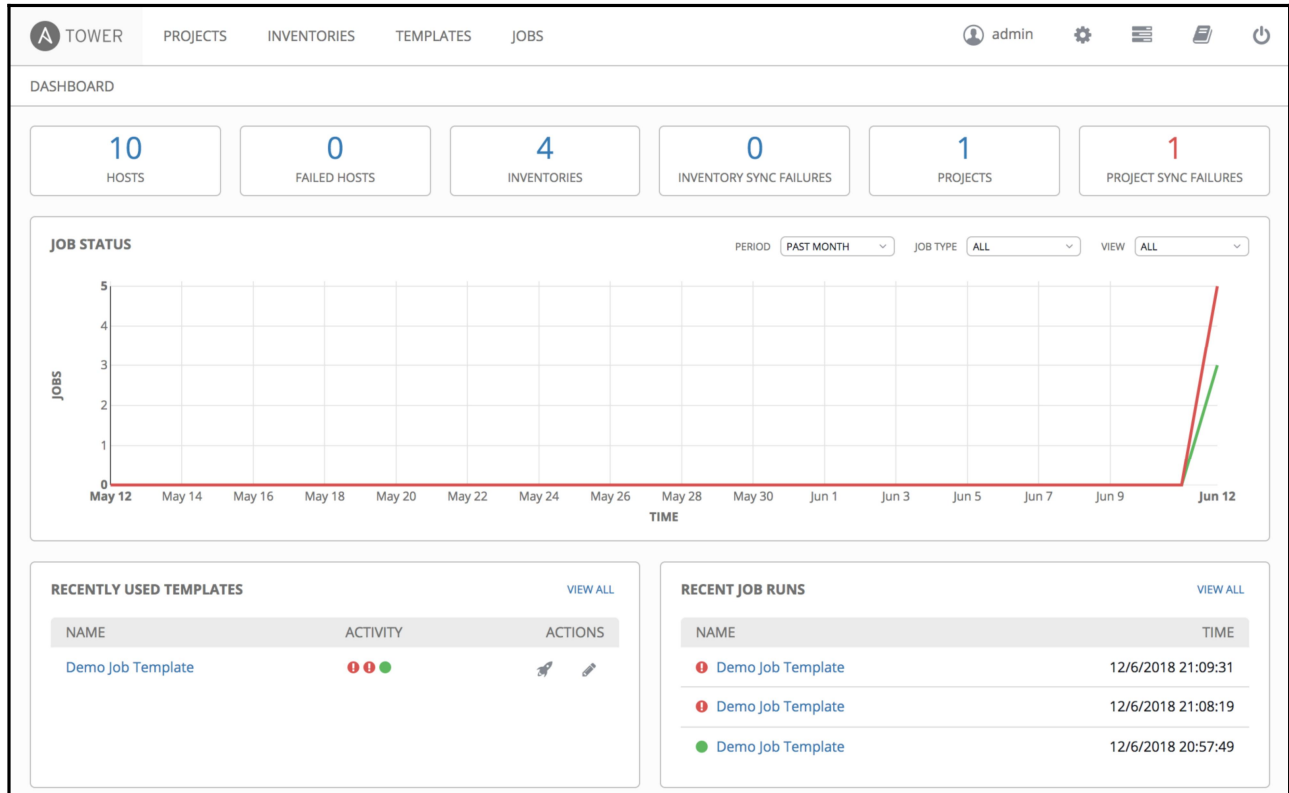 A TOWER PROJECTS INVENTORIES TEMPLATES JOBS admin
DASHBOARD
10 0 4 0 1 1
HOSTS FAILED HOSTS INVENTORIES INVENTORY SYNC FAILURES PROJECTS PROJECT SYNC FAILURES
JOB STATUS PERIOD PAST MONTH JOB TYPE ALL VIEW ALL
5
4
3
JOBS
2
1
0
May 12 May 14 May 16 May 18 May 20 May 22 May 24 May 26 May 28 May 30 Jun 1 Jun 3 Jun 5 Jun 7 Jun 9 Jun 12
TIME
RECENTLY USED TEMPLATES VIEW ALL
NAME ACTIVITY ACTIONS
Demo Job Template
RECENT JOB RUNS VIEW ALL
NAME TIME
Demo Job Template 12/6/2018 21:09:31
Demo Job Template 12/6/2018 21:08:19
Demo Job Template 12/6/2018 20:57:49